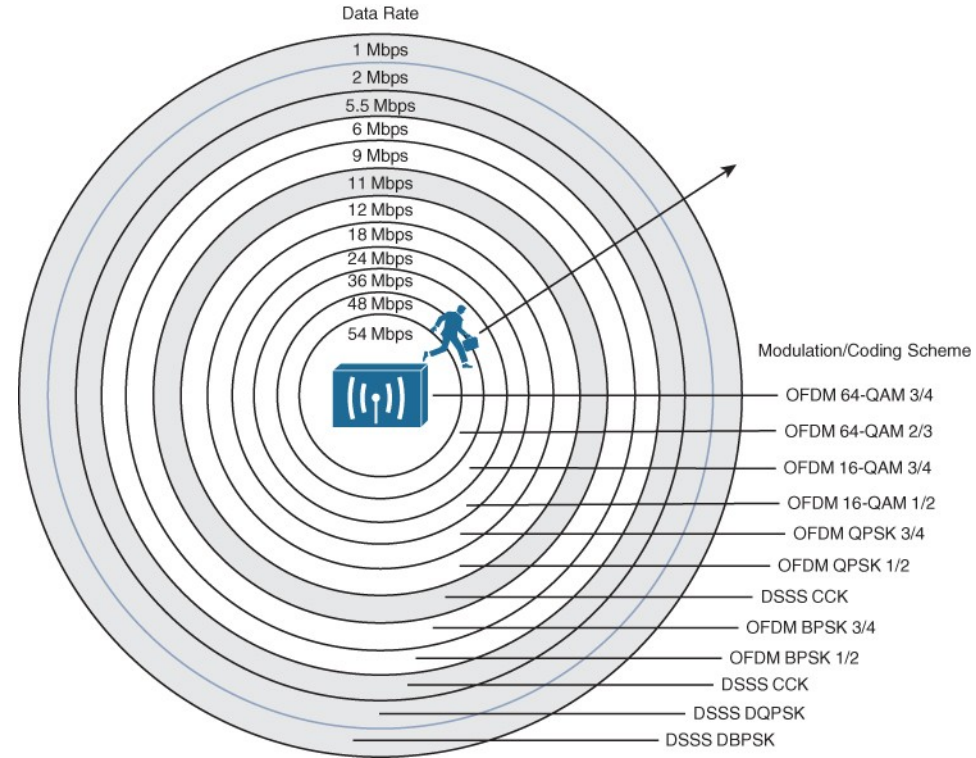 Data Rate
1 Mbps
2 Mbps
5.5 Mbps
6 Mbps
9 Mbps
11 Mbps
12 Mbps
18 Mbps
24 Mbps
36 Mbps
48 Mbps
54 Mbps
Modulation/Coding Scheme
OFDM 64-QAM 3/4
OFDM 64-QAM 2/3
OFDM 16-QAM 3/4
OFDM 16-QAM 1/2
OFDM QPSK 3/4
OFDM QPSK 1/2
DSSS CCK
OFDM BPSK 3/4
OFDM BPSK 1/2
DSSS CCK
DSSS DQPSK
DSSS DBPSK